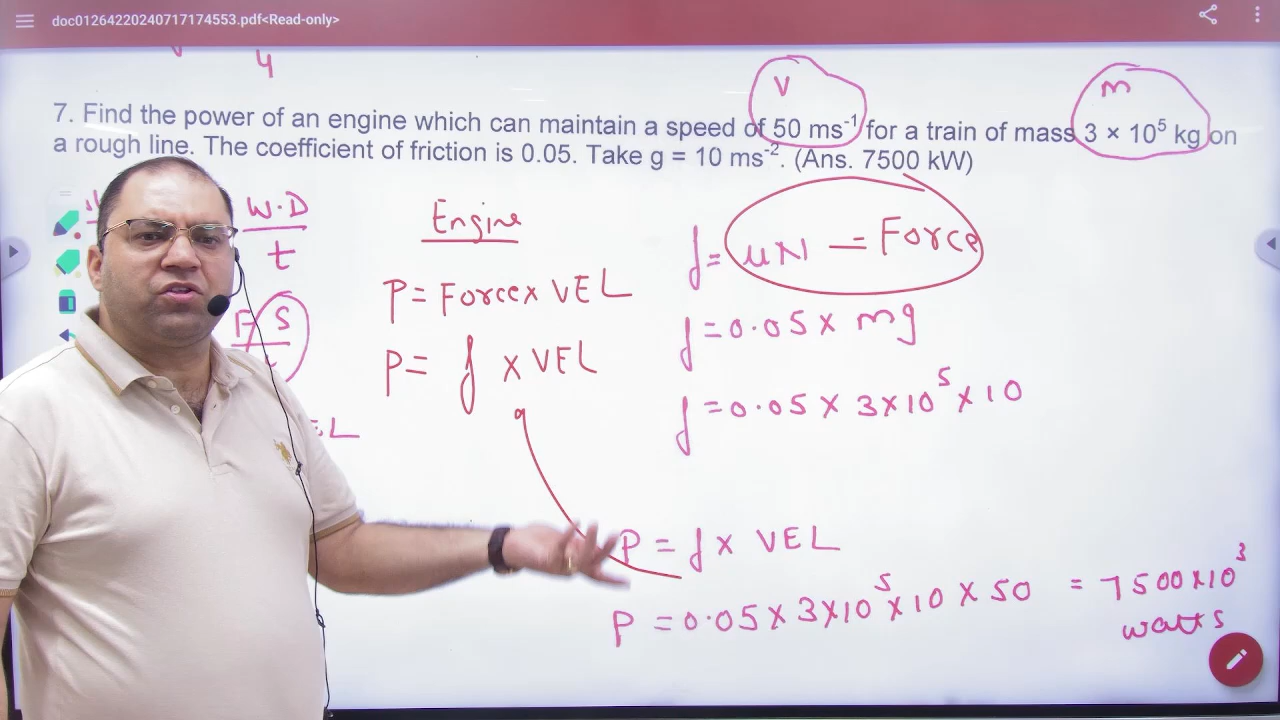 doc01264220240717174553.pdf<Read-only>
4
V
m
7. Find the power of an engine which can maintain a speed of 50 ms⁻¹ for a train of mass 3 × 10⁵ kg on
a rough line. The coefficient of friction is 0.05. Take g = 10 ms⁻². (Ans. 7500 kW)
W.D
t
F S
EL
Engine
P = Force x VEL
P = f x VEL
f = μN = Force
f = 0.05 x mg
f = 0.05 x 3x10⁵ x 10
P = f x VEL
P = 0.05 x 3x10⁵ x 10 x 50 = 7500x10³
watts